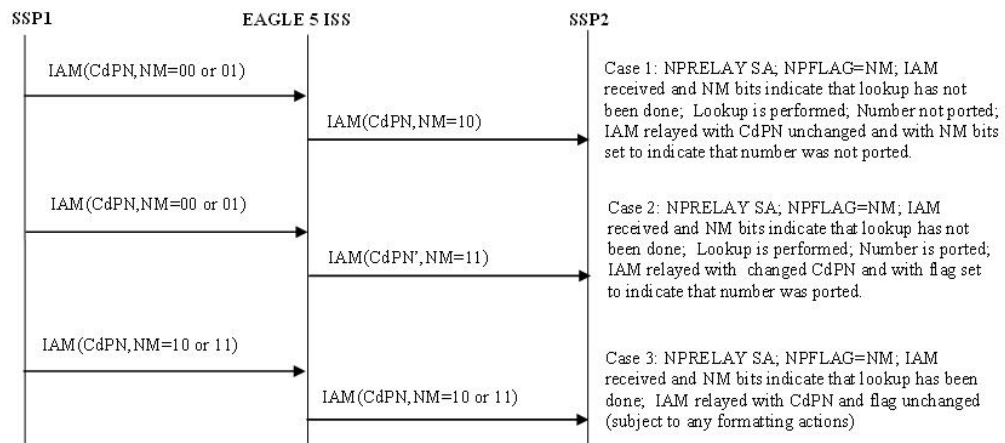 SSP1 EAGLE 5 ISS SSP2
IAM(CdPN,NM=00 or 01)
IAM(CdPN,NM=10)
Case 1: NPRELAY SA; NPFLAG=NM; IAM
received and NM bits indicate that lookup has not
been done; Lookup is performed; Number not ported;
IAM relayed with CdPN unchanged and with NM bits
set to indicate that number was not ported.
IAM(CdPN,NM=00 or 01)
IAM(CdPN’,NM=11)
Case 2: NPRELAY SA; NPFLAG=NM; IAM
received and NM bits indicate that lookup has not
been done; Lookup is performed; Number is ported;
IAM relayed with changed CdPN and with flag set
to indicate that number was ported.
IAM(CdPN,NM=10 or 11)
IAM(CdPN,NM=10 or 11)
Case 3: NPRELAY SA; NPFLAG=NM; IAM
received and NM bits indicate that lookup has been
done; IAM relayed with CdPN and flag unchanged
(subject to any formatting actions)